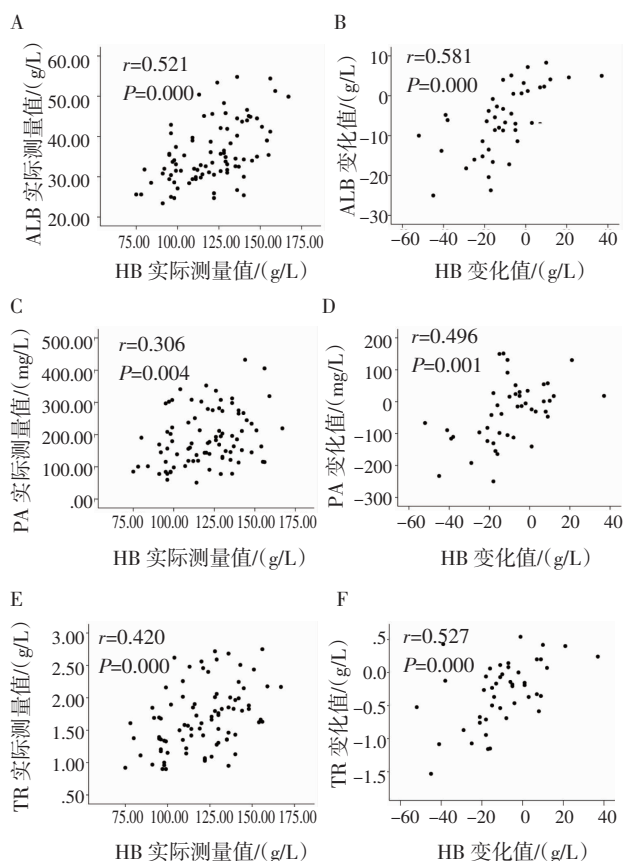 A
r=0.521
P=0.000
ALB 实际测量值/(g/L)
60.00
50.00
40.00
30.00
20.00
75.00 100.00 125.00 150.00 175.00
HB 实际测量值/(g/L)
B
r=0.581
P=0.000
ALB 变化值/(g/L)
10
0
−10
−20
−30
−60 −40 −20 0 20 40
HB 变化值/(g/L)
C
r=0.306
P=0.004
PA 实际测量值/(mg/L)
500.00
400.00
300.00
200.00
100.00
.00
75.00 100.00 125.00 150.00 175.00
HB 实际测量值/(g/L)
D
r=0.496
P=0.001
PA 变化值/(mg/L)
200
100
0
−100
−200
−300
−60 −40 −20 0 20 40
HB 变化值/(g/L)
E
r=0.420
P=0.000
TR 实际测量值/(g/L)
3.00
2.50
2.00
1.50
1.00
.50
75.00 100.00 125.00 150.00 175.00
HB 实际测量值/(g/L)
F
r=0.527
P=0.000
TR 变化值/(g/L)
.5
−0.0
−0.5
−1.0
−1.5
−60 −40 −20 0 20 40
HB 变化值/(g/L)